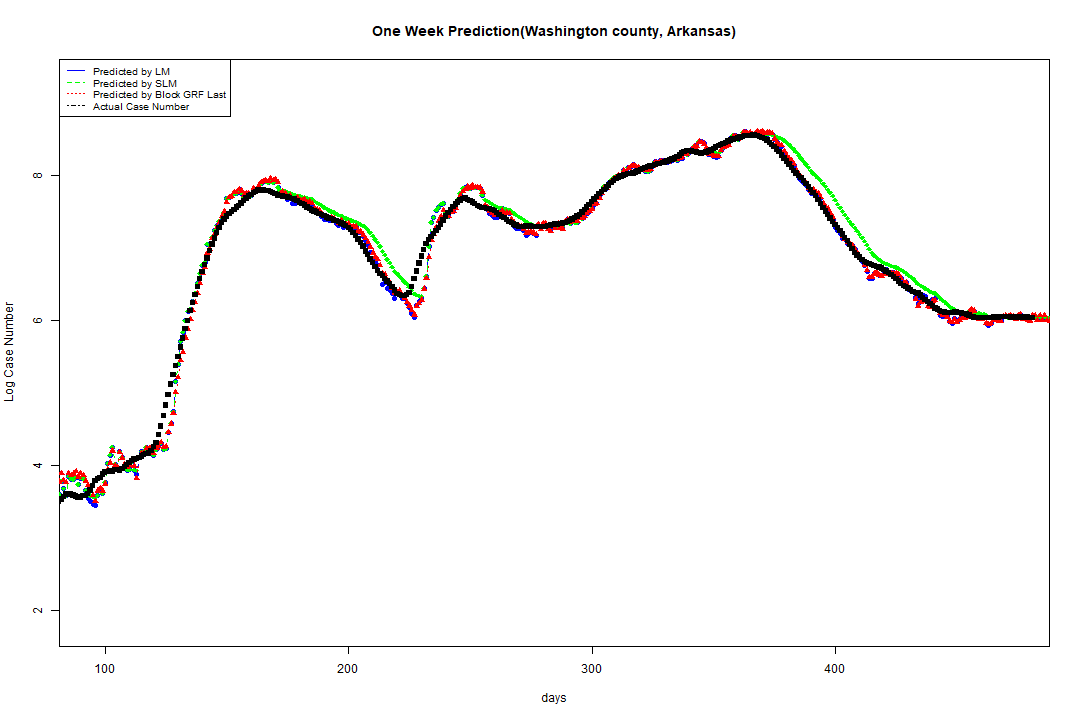 One Week Prediction(Washington county, Arkansas)
Predicted by LM
Predicted by SLM
Predicted by Block GRF Last
Actual Case Number
8
6
4
2
Log Case Number
100 200 300 400
days